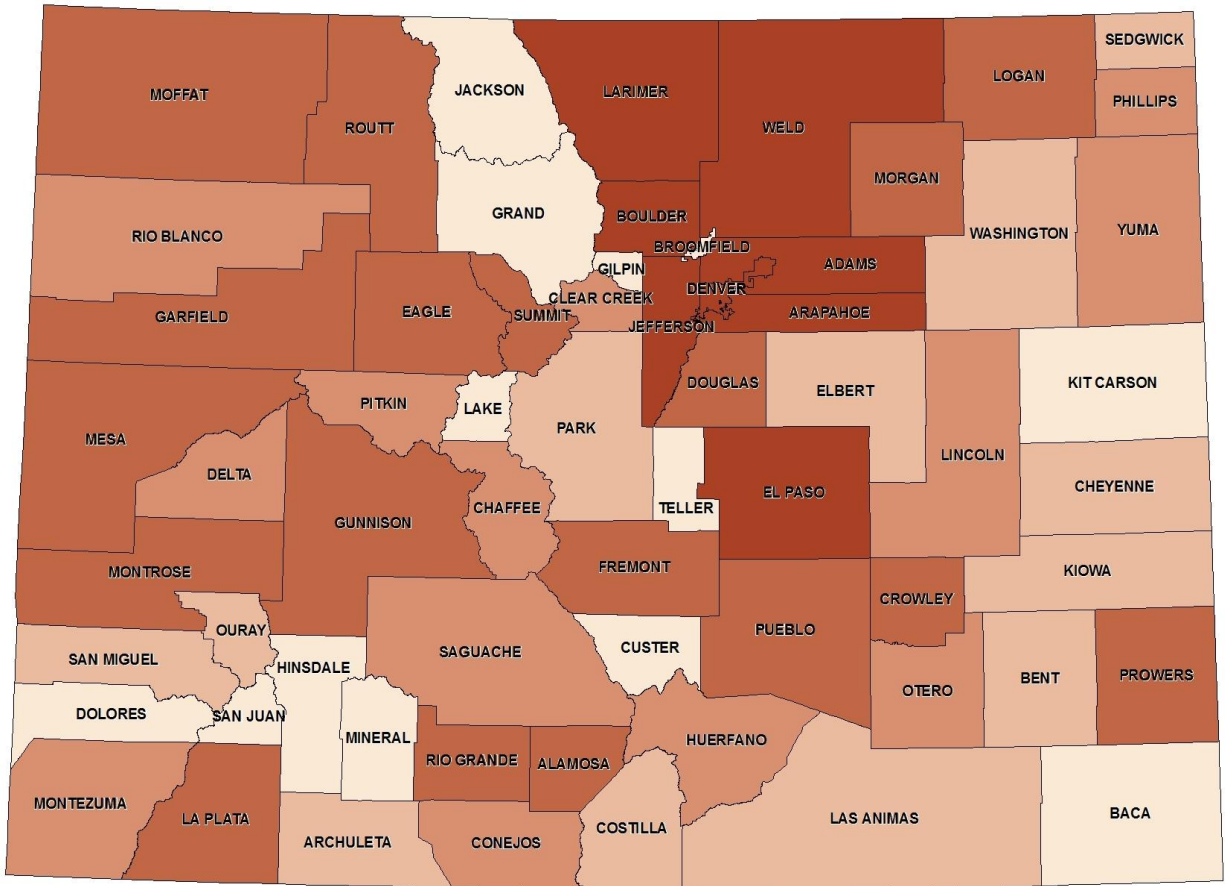 SEDGWICK
LOGAN
MOFFAT
JACKSON
LARIMER
PHILLIPS
ROUTT
WELD
MORGAN
GRAND
BOULDER
RIO BLANCO
WASHINGTON
YUMA
BROOMFIELD
GILPIN
ADAMS
DENVER
CLEAR CREEK
EAGLE
SUMMIT
GARFIELD
JEFFERSON
ARAPAHOE
DOUGLAS
ELBERT
KIT CARSON
PITKIN
LAKE
PARK
MESA
LINCOLN
DELTA
CHEYENNE
EL PASO
CHAFFEE
TELLER
GUNNISON
FREMONT
MONTROSE
KIOWA
CROWLEY
OURAY
PUEBLO
CUSTER
SAGUACHE
SAN MIGUEL
HINSDALE
PROWERS
BENT
OTERO
DOLORES
SAN JUAN
MINERAL
HUERFANO
RIO GRANDE
ALAMOSA
MONTEZUMA
LA PLATA
COSTILLA
LAS ANIMAS
BACA
ARCHULETA
CONEJOS